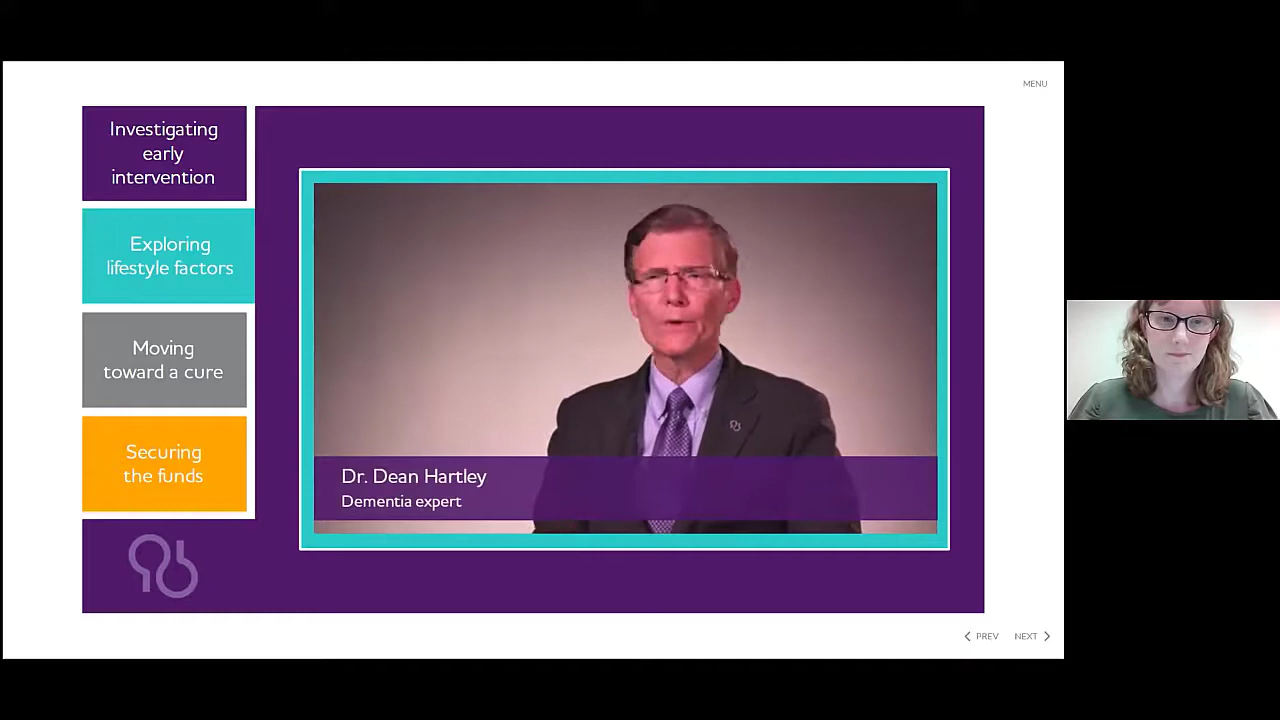 MENU
Investigating
early
intervention
Exploring
lifestyle factors
Moving
toward a cure
Securing
the funds
Dr. Dean Hartley
Dementia expert
PREV
NEXT